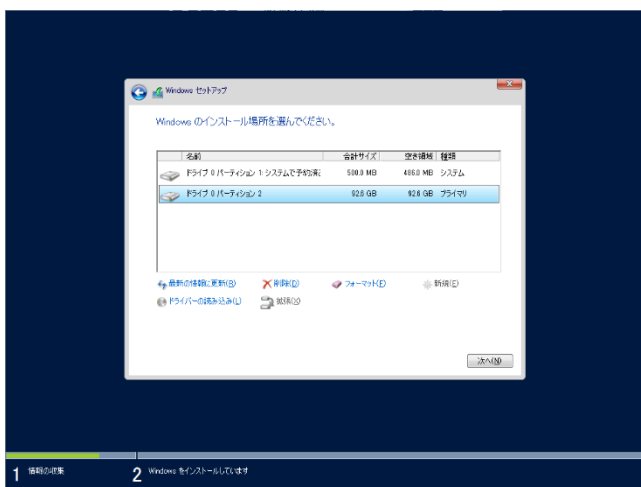 Windows セットアップ
Windows のインストール場所を選んでください。
名前 合計サイズ 空き領域 種類
ドライブ 0 パーティション 1: システムで予約済 500.0 MB 486.0 MB システム
ドライブ 0 パーティション 2 92.6 GB 92.6 GB プライマリ
最新の情報に更新(R) 削除(D) フォーマット(F) 新規(E)
ドライバーの読み込み(L) 拡張(X)
次へ(N)
1 情報の収集 2 Windows をインストールしています